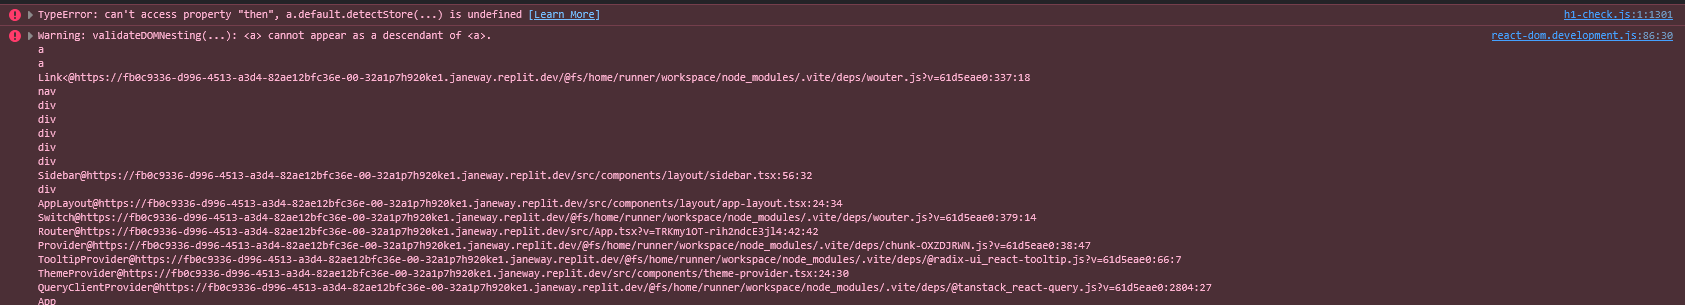 TypeError: can't access property "then", a.default.detectStore(...) is undefined [Learn More] h1-check.js:1:1301
Warning: validateDOMNesting(...): <a> cannot appear as a descendant of <a>. react-dom.development.js:86:30
a
a
Link<@https://fb0c9336-d996-4513-a3d4-82ae12bfc36e-00-32a1p7h920ke1.janeway.replit.dev/@fs/home/runner/workspace/node_modules/.vite/deps/wouter.js?v=61d5eae0:337:18
nav
div
div
div
div
div
Sidebar@https://fb0c9336-d996-4513-a3d4-82ae12bfc36e-00-32a1p7h920ke1.janeway.replit.dev/src/components/layout/sidebar.tsx:56:32
div
AppLayout@https://fb0c9336-d996-4513-a3d4-82ae12bfc36e-00-32a1p7h920ke1.janeway.replit.dev/src/components/layout/app-layout.tsx:24:34
Switch@https://fb0c9336-d996-4513-a3d4-82ae12bfc36e-00-32a1p7h920ke1.janeway.replit.dev/@fs/home/runner/workspace/node_modules/.vite/deps/wouter.js?v=61d5eae0:379:14
Router@https://fb0c9336-d996-4513-a3d4-82ae12bfc36e-00-32a1p7h920ke1.janeway.replit.dev/src/App.tsx?v=TRKmy1OT-rih2ndcE3jl4:42:42
Provider@https://fb0c9336-d996-4513-a3d4-82ae12bfc36e-00-32a1p7h920ke1.janeway.replit.dev/@fs/home/runner/workspace/node_modules/.vite/deps/chunk-OXZDJRWN.js?v=61d5eae0:38:47
TooltipProvider@https://fb0c9336-d996-4513-a3d4-82ae12bfc36e-00-32a1p7h920ke1.janeway.replit.dev/@fs/home/runner/workspace/node_modules/.vite/deps/@radix-ui_react-tooltip.js?v=61d5eae0:66:7
ThemeProvider@https://fb0c9336-d996-4513-a3d4-82ae12bfc36e-00-32a1p7h920ke1.janeway.replit.dev/src/components/theme-provider.tsx:24:30
QueryClientProvider@https://fb0c9336-d996-4513-a3d4-82ae12bfc36e-00-32a1p7h920ke1.janeway.replit.dev/@fs/home/runner/workspace/node_modules/.vite/deps/@tanstack_react-query.js?v=61d5eae0:2804:27
App